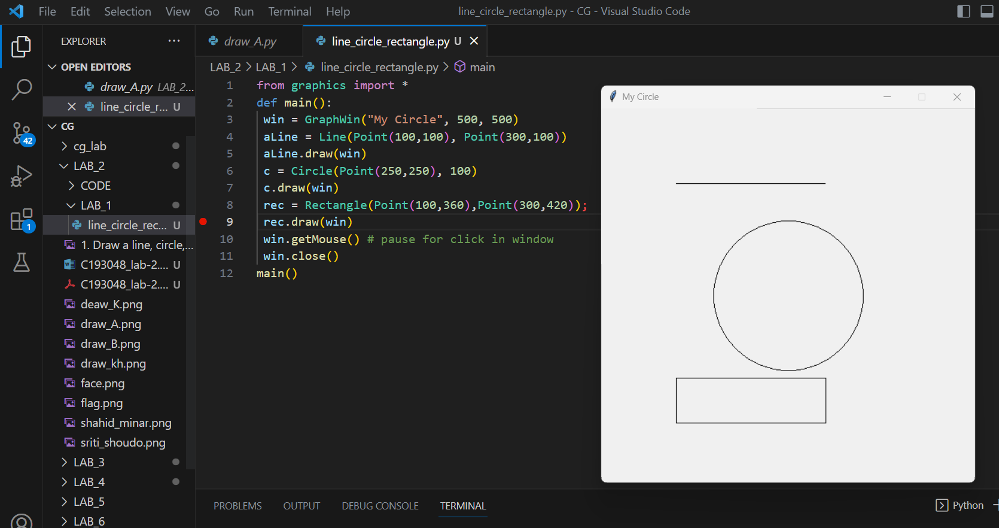 File Edit Selection View Go Run Terminal Help line_circle_rectangle.py - CG - Visual Studio Code
EXPLORER ...
OPEN EDITORS
draw_A.py LAB_2...
line_circle_r... U
CG
cg_lab
LAB_2
CODE
LAB_1
line_circle_rec... U
1. Draw a line, circle,...
C193048_lab-2.... U
C193048_lab-2.... U
deaw_K.png
draw_A.png
draw_B.png
draw_kh.png
face.png
flag.png
shahid_minar.png
sriti_shoudo.png
LAB_3
LAB_4
LAB_5
LAB_6
42
1
draw_A.py line_circle_rectangle.py U
LAB_2 > LAB_1 > line_circle_rectangle.py > main
1 from graphics import *
2 def main():
3 win = GraphWin("My Circle", 500, 500)
4 aLine = Line(Point(100,100), Point(300,100))
5 aLine.draw(win)
6 c = Circle(Point(250,250), 100)
7 c.draw(win)
8 rec = Rectangle(Point(100,360),Point(300,420));
9 rec.draw(win)
10 win.getMouse() # pause for click in window
11 win.close()
12 main()
My Circle
PROBLEMS OUTPUT DEBUG CONSOLE TERMINAL Python